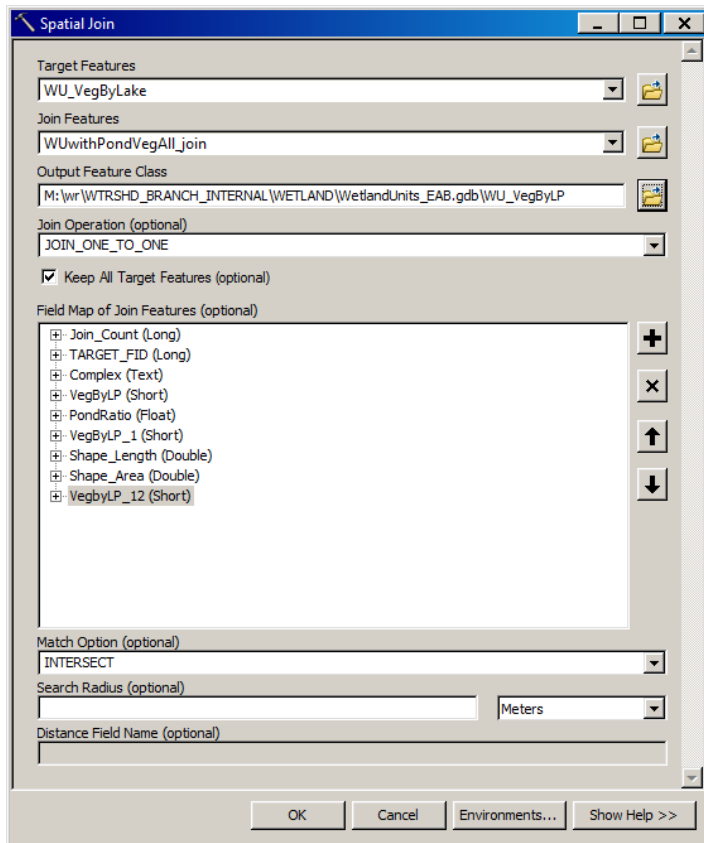 Spatial Join
Target Features
WU_VegByLake
Join Features
WUwithPondVegAll_join
Output Feature Class
M:\wr\WTRSHD_BRANCH_INTERNAL\WETLAND\WetlandUnits_EAB.gdb\WU_VegByLP
Join Operation (optional)
JOIN_ONE_TO_ONE
Keep All Target Features (optional)
Field Map of Join Features (optional)
Join_Count (Long)
TARGET_FID (Long)
Complex (Text)
VegByLP (Short)
PondRatio (Float)
VegByLP_1 (Short)
Shape_Length (Double)
Shape_Area (Double)
VegbyLP_12 (Short)
Match Option (optional)
INTERSECT
Search Radius (optional)
Meters
Distance Field Name (optional)
OK Cancel Environments... Show Help >>